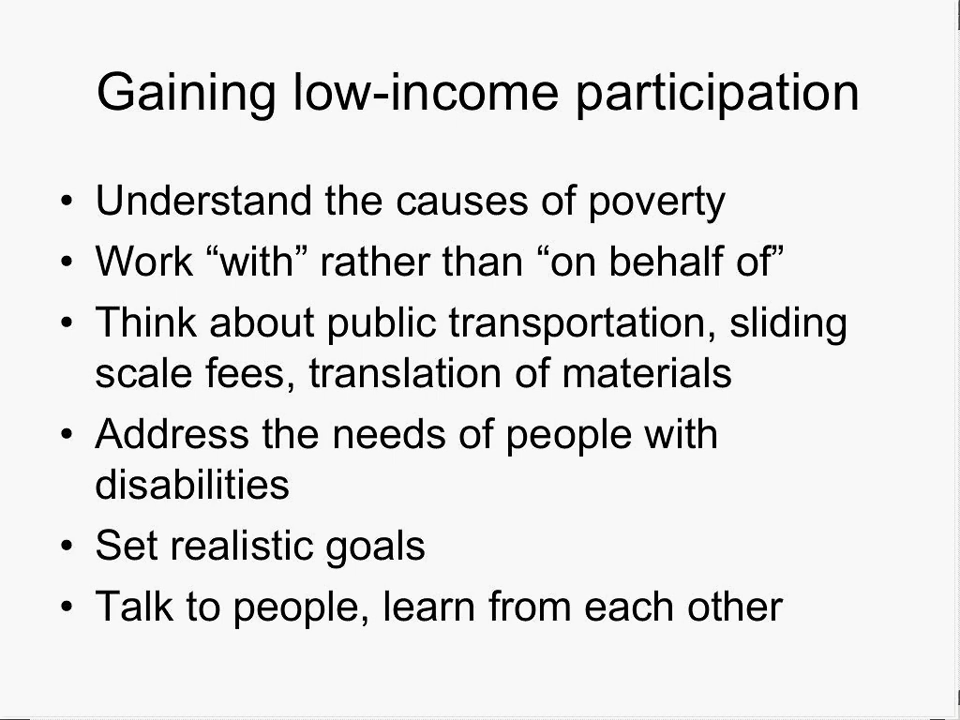 Gaining low-income participation
• Understand the causes of poverty
• Work “with” rather than “on behalf of”
• Think about public transportation, sliding
scale fees, translation of materials
• Address the needs of people with
disabilities
• Set realistic goals
• Talk to people, learn from each other